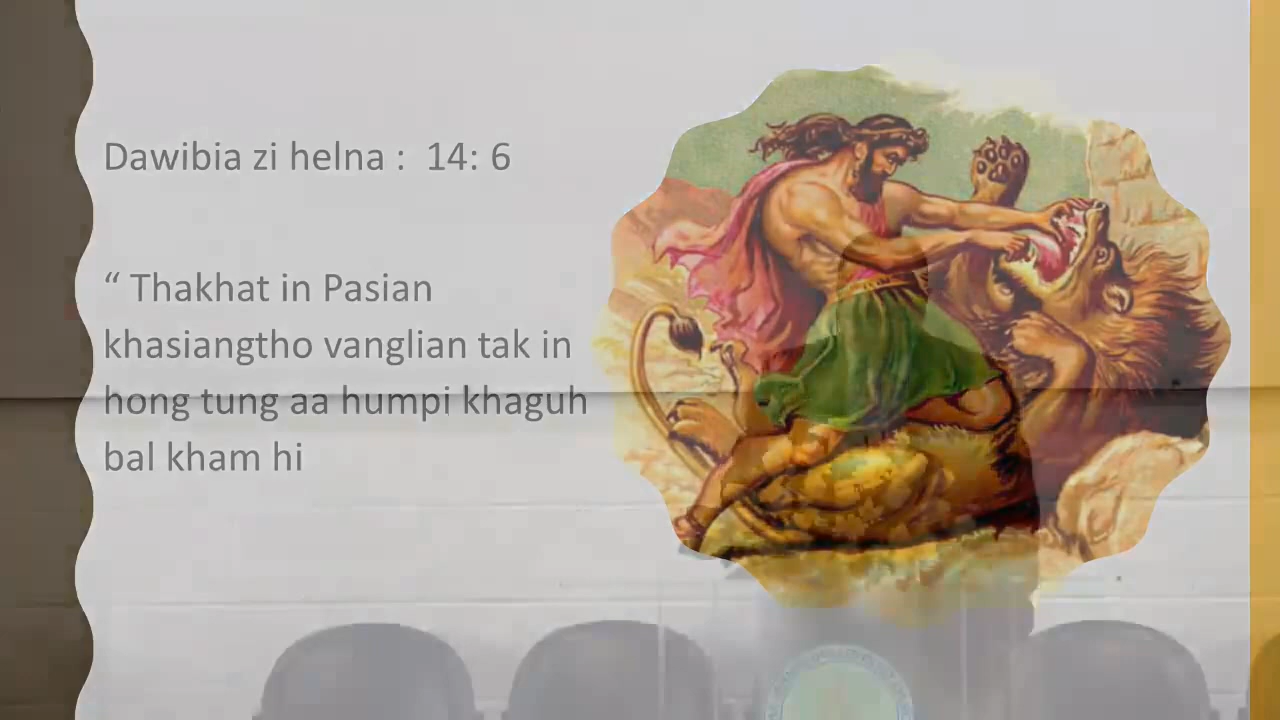 Dawibia zi helna : 14: 6
“ Thakhat in Pasian
khasiangtho vanglian tak in
hong tung aa humpi khaguh
bal kham hi